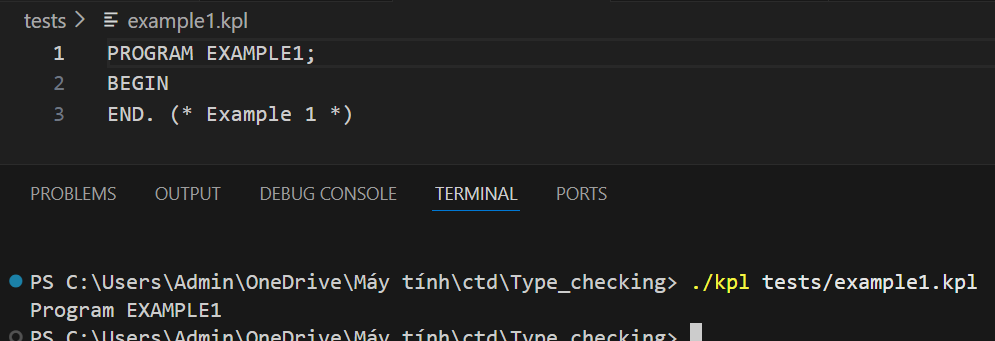 tests > example1.kpl
1 PROGRAM EXAMPLE1;
2 BEGIN
3 END. (* Example 1 *)
PROBLEMS OUTPUT DEBUG CONSOLE TERMINAL PORTS
PS C:\Users\Admin\OneDrive\Máy tính\ctd\Type_checking> ./kpl tests/example1.kpl
Program EXAMPLE1
PS C:\Users\Admin\OneDrive\Máy tính\ctd\Type_checking>